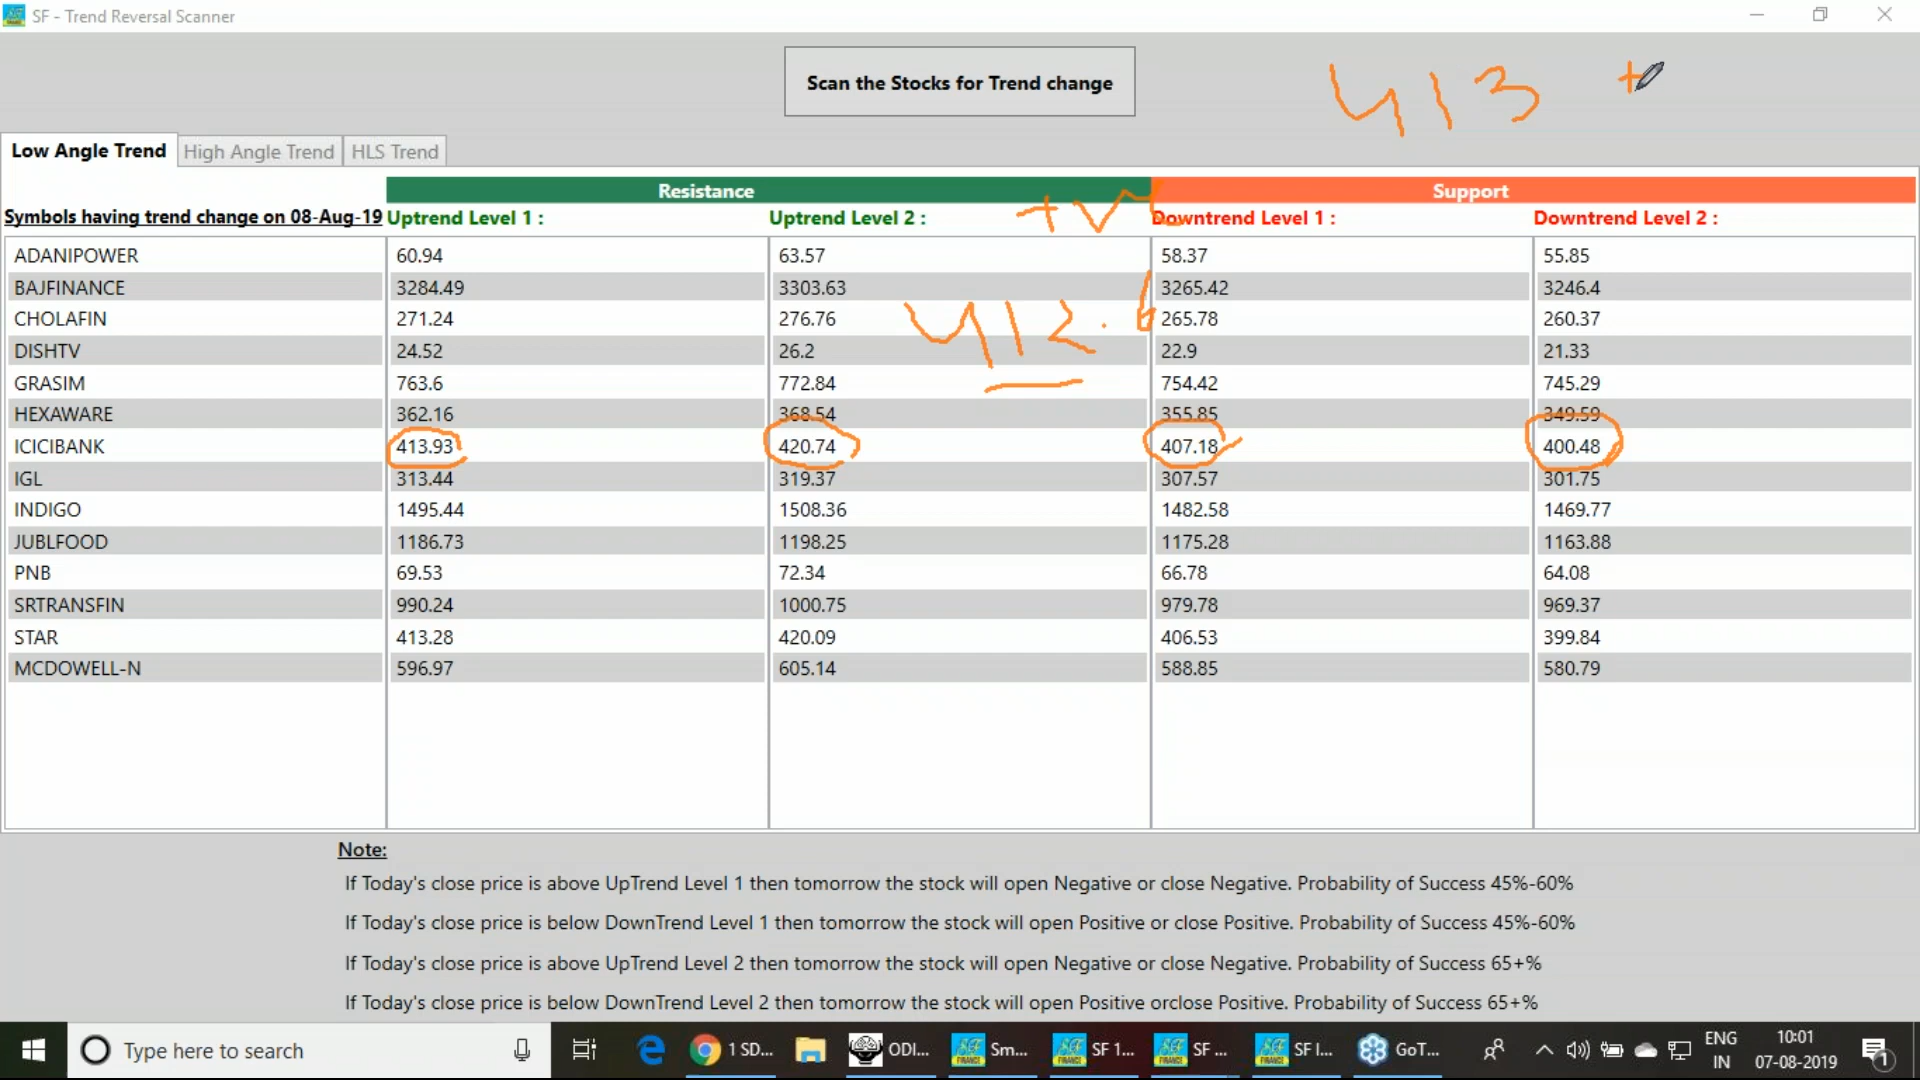 SF - Trend Reversal Scanner
Scan the Stocks for Trend change
413 +
Low Angle Trend High Angle Trend HLS Trend
Resistance Support
Symbols having trend change on 08-Aug-19 Uptrend Level 1 : Uptrend Level 2 : +ve Downtrend Level 1 : Downtrend Level 2 :
ADANIPOWER 60.94 63.57 58.37 55.85
BAJFINANCE 3284.49 3303.63 3265.42 3246.4
CHOLAFIN 271.24 276.76 412.6 265.78 260.37
DISHTV 24.52 26.2 22.9 21.33
GRASIM 763.6 772.84 754.42 745.29
HEXAWARE 362.16 368.54 355.85 349.59
ICICIBANK 413.93 420.74 407.18 400.48
IGL 313.44 319.37 307.57 301.75
INDIGO 1495.44 1508.36 1482.58 1469.77
JUBLFOOD 1186.73 1198.25 1175.28 1163.88
PNB 69.53 72.34 66.78 64.08
SRTRANSFIN 990.24 1000.75 979.78 969.37
STAR 413.28 420.09 406.53 399.84
MCDOWELL-N 596.97 605.14 588.85 580.79
Note:
If Today's close price is above UpTrend Level 1 then tomorrow the stock will open Negative or close Negative. Probability of Success 45%-60%
If Today's close price is below DownTrend Level 1 then tomorrow the stock will open Positive or close Positive. Probability of Success 45%-60%
If Today's close price is above UpTrend Level 2 then tomorrow the stock will open Negative or close Negative. Probability of Success 65+%
If Today's close price is below DownTrend Level 2 then tomorrow the stock will open Positive orclose Positive. Probability of Success 65+%
Type here to search 1 SD... ODI... Sm... SF 1... SF ... SF I... GoT... ENG 10:01
IN 07-08-2019 1